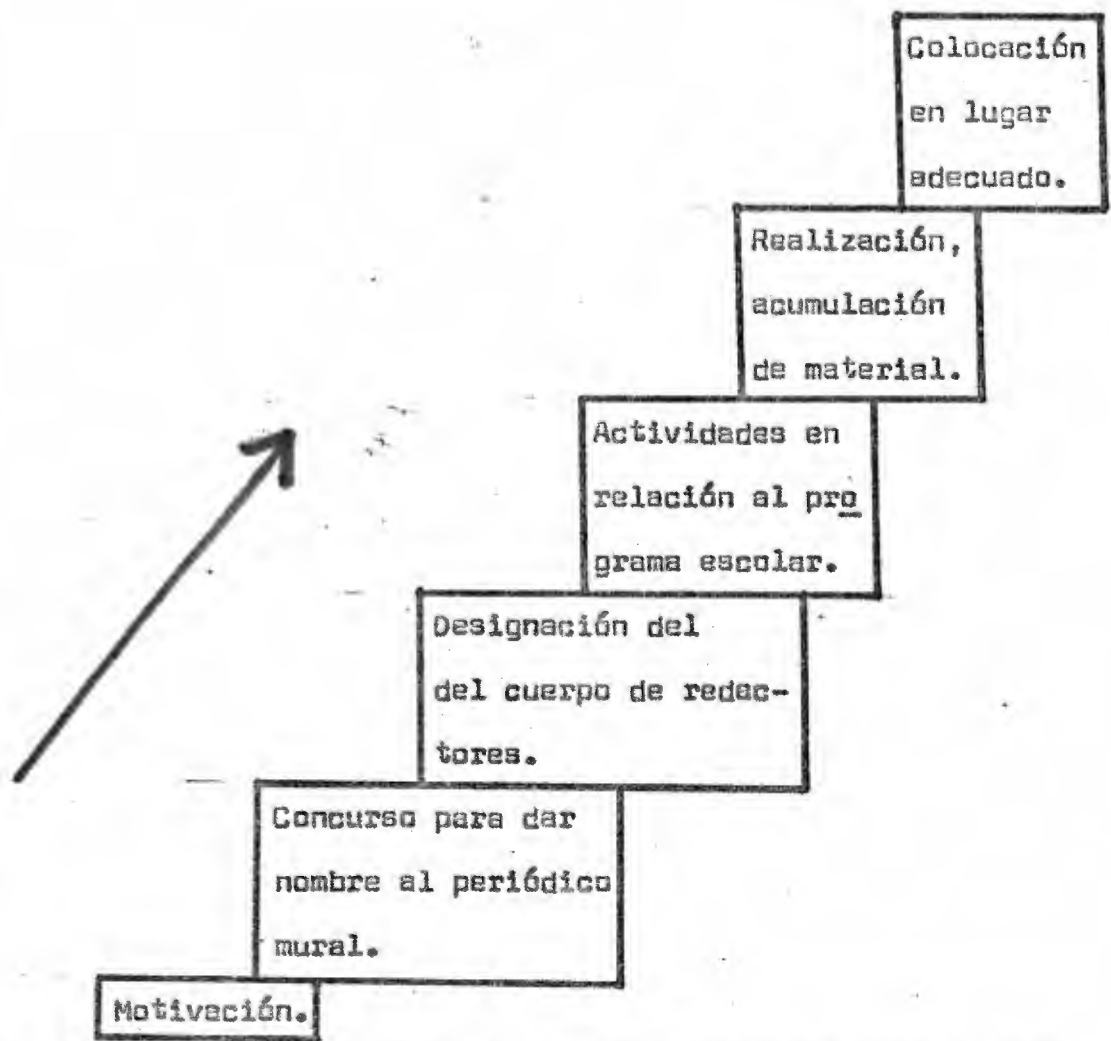 Colocación
en lugar
adecuado.
Realización,
acumulación
de material.
Actividades en
relación al pro
grama escolar.
Designación del
del cuerpo de redac-
tores.
Concurso para dar
nombre al periódico
mural.
Motivación.